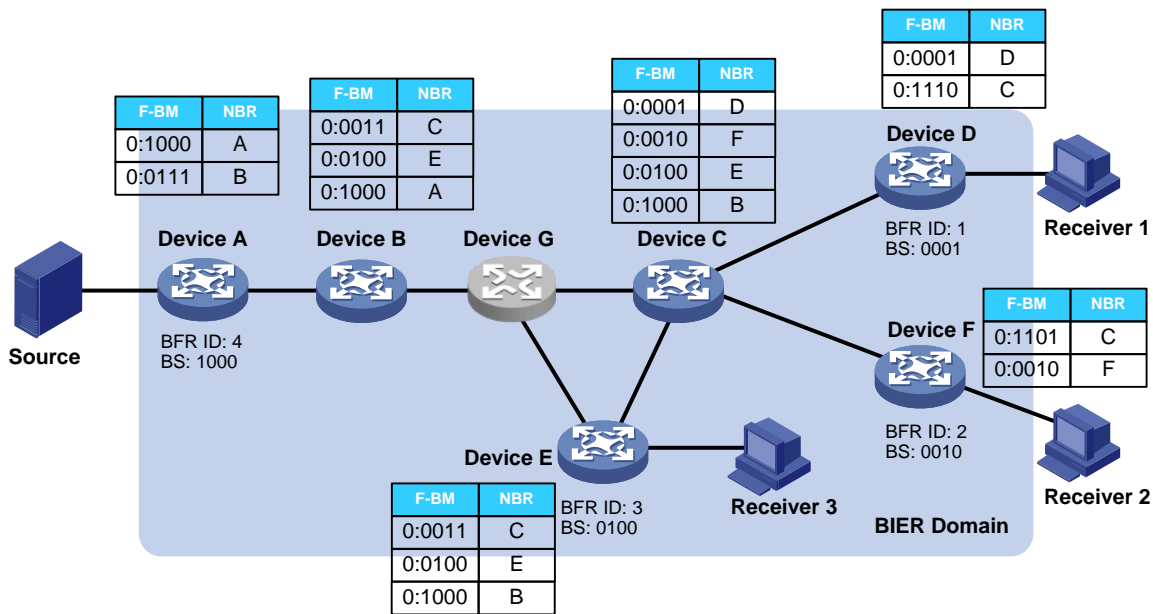 F-BM NBR
0:0001 D
0:1110 C
F-BM NBR
0:0001 D
0:0010 F
0:0100 E
0:1000 B
F-BM NBR
0:0011 C
0:0100 E
0:1000 A
F-BM NBR
0:1000 A
0:0111 B
Device D
BFR ID: 1
BS: 0001
Receiver 1
Device A
Device B
Device G
Device C
Source
BFR ID: 4
BS: 1000
F-BM NBR
0:1101 C
0:0010 F
Device F
BFR ID: 2
BS: 0010
Receiver 2
Device E
BFR ID: 3
BS: 0100
Receiver 3
BIER Domain
F-BM NBR
0:0011 C
0:0100 E
0:1000 B